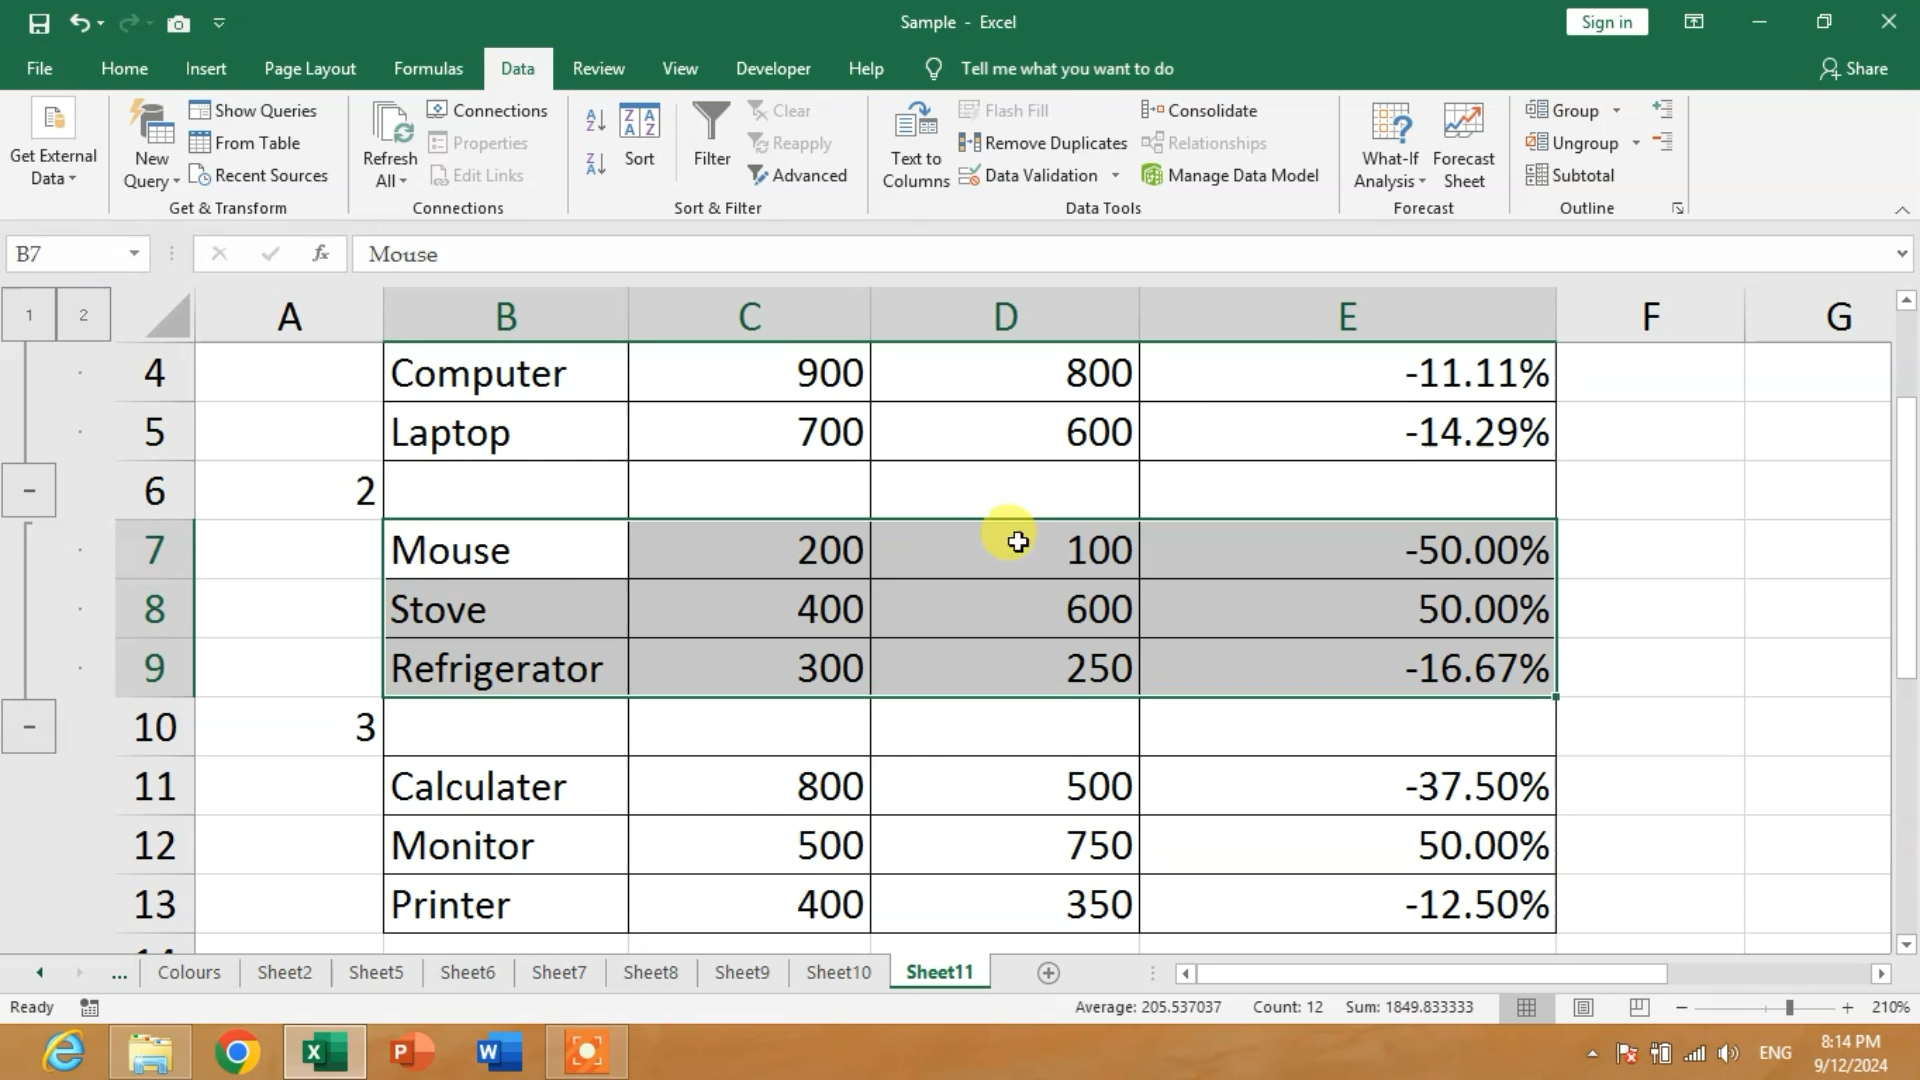 Sample - Excel
Sign in
File Home Insert Page Layout Formulas Data Review View Developer Help Tell me what you want to do Share
Get External Data
New Query
Show Queries
From Table
Recent Sources
Get & Transform
Refresh All
Connections
Properties
Edit Links
Connections
A Z
Z A
Z A A Z
Sort
Filter
Clear
Reapply
Advanced
Sort & Filter
Text to Columns
Flash Fill
Remove Duplicates
Data Validation
Consolidate
Relationships
Manage Data Model
Data Tools
What-If Analysis
Forecast Sheet
Forecast
Group
Ungroup
Subtotal
Outline
B7 fx Mouse
1 2 A B C D E F G
4 Computer 900 800 -11.11%
5 Laptop 700 600 -14.29%
6 2
7 Mouse 200 100 -50.00%
8 Stove 400 600 50.00%
9 Refrigerator 300 250 -16.67%
10 3
11 Calculater 800 500 -37.50%
12 Monitor 500 750 50.00%
13 Printer 400 350 -12.50%
... Colours Sheet2 Sheet5 Sheet6 Sheet7 Sheet8 Sheet9 Sheet10 Sheet11
Ready Average: 205.537037 Count: 12 Sum: 1849.833333 210%
ENG 8:14 PM
9/12/2024